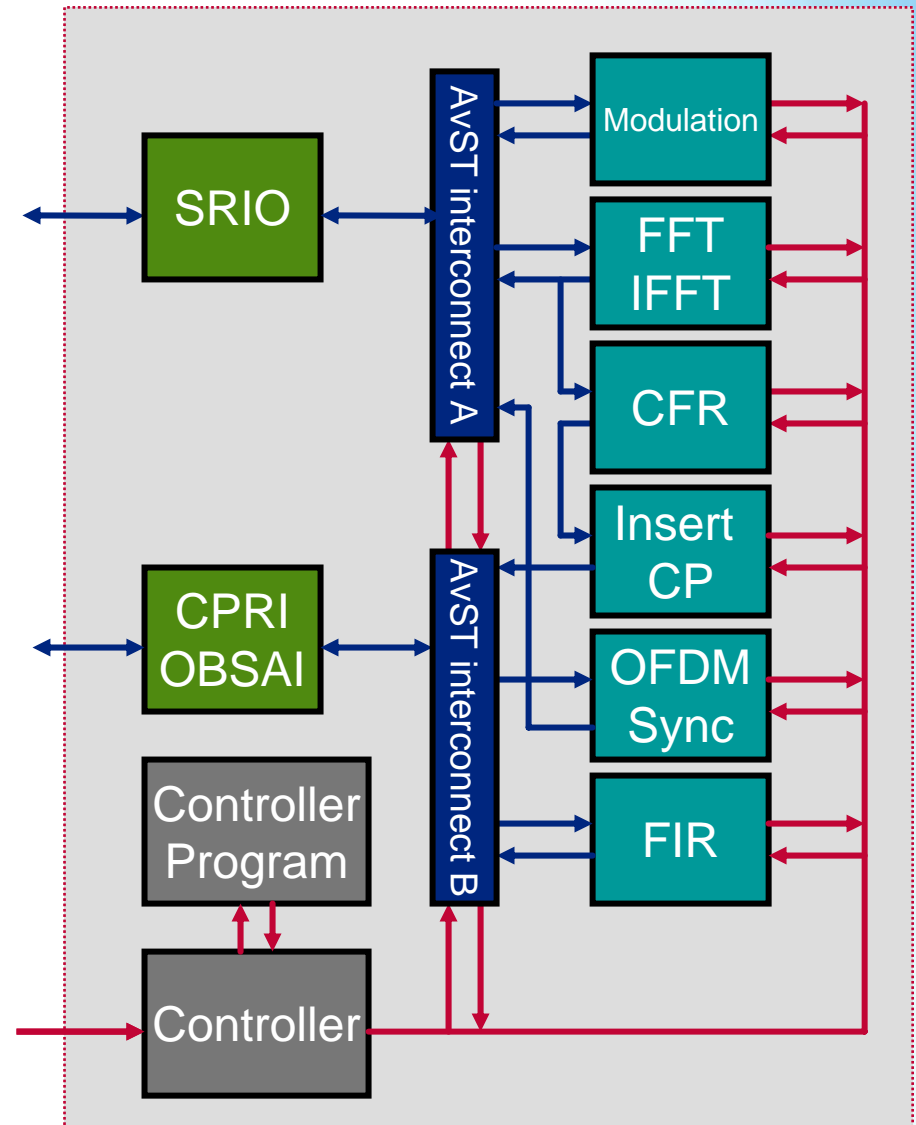 Modulation
AvST interconnect A
SRIO
FFT
IFFT
CFR
Insert
CP
AvST interconnect B
CPRI
OBSAI
OFDM
Sync
Controller
Program
FIR
Controller